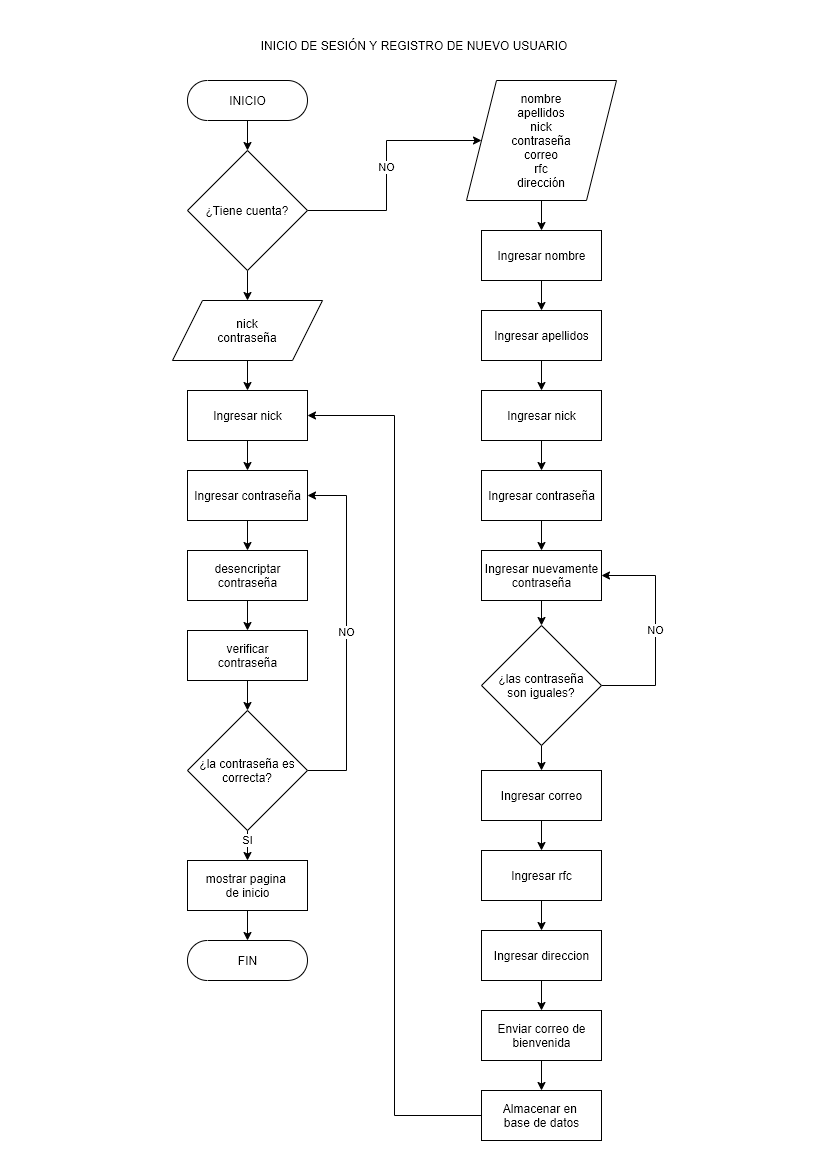 INICIO DE SESIÓN Y REGISTRO DE NUEVO USUARIO
INICIO
¿Tiene cuenta?
NO
nick
contraseña
Ingresar nick
Ingresar contraseña
desencriptar
contraseña
verificar
contraseña
NO
¿la contraseña es
correcta?
SI
mostrar pagina
de inicio
FIN
nombre
apellidos
nick
contraseña
correo
rfc
dirección
Ingresar nombre
Ingresar apellidos
Ingresar nick
Ingresar contraseña
Ingresar nuevamente
contraseña
NO
¿las contraseña
son iguales?
Ingresar correo
Ingresar rfc
Ingresar direccion
Enviar correo de
bienvenida
Almacenar en
base de datos